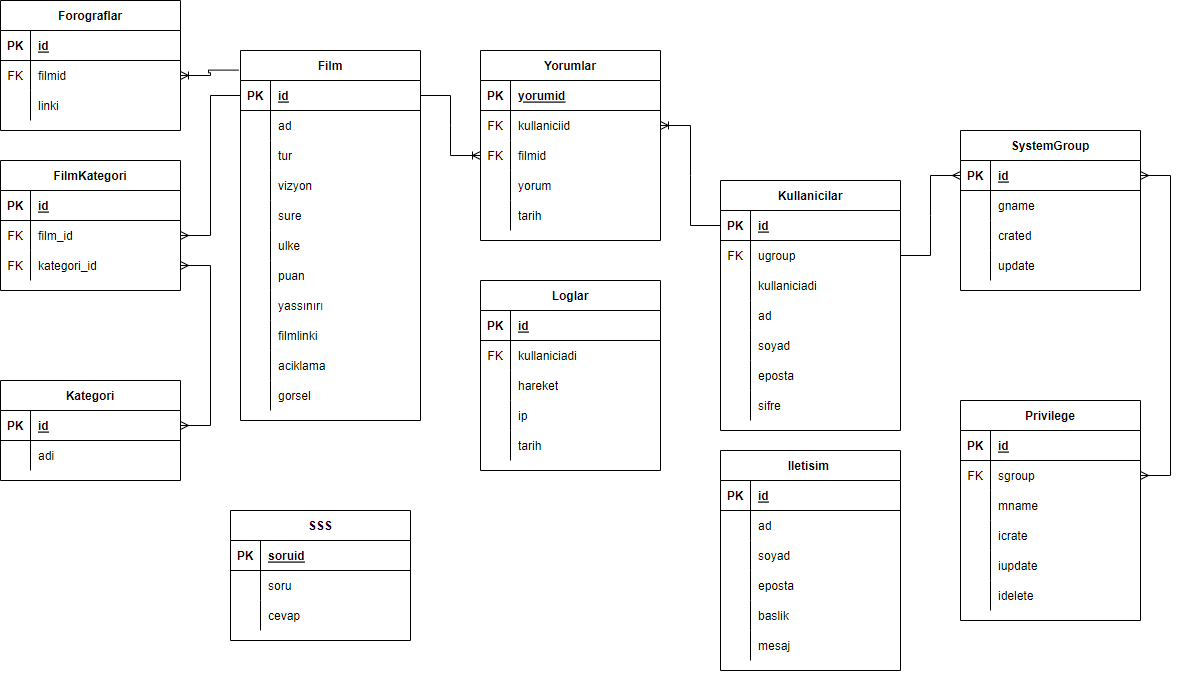 Forograflar
PK id
FK filmid
linki
FilmKategori
PK id
FK film_id
FK kategori_id
Kategori
PK id
adi
Film
PK id
ad
tur
vizyon
sure
ulke
puan
yassınırı
filmlinki
aciklama
gorsel
SSS
PK soruid
soru
cevap
Yorumlar
PK yorumid
FK kullaniciid
FK filmid
yorum
tarih
Loglar
PK id
FK kullaniciadi
hareket
ip
tarih
Kullanicilar
PK id
FK ugroup
kullaniciadi
ad
soyad
eposta
sifre
Iletisim
PK id
ad
soyad
eposta
baslik
mesaj
SystemGroup
PK id
gname
crated
update
Privilege
PK id
FK sgroup
mname
icrate
iupdate
idelete